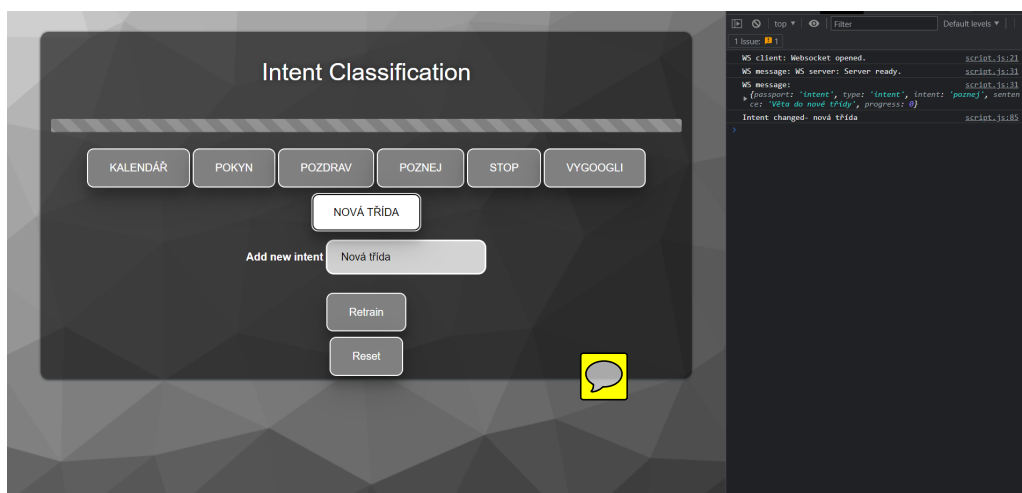 Intent Classification
KALENDÁŘ POKYN POZDRAV POZNEJ STOP VYGOOGLI
NOVÁ TŘÍDA
Add new intent Nová třída
Retrain
Reset
top ▼ Filter Default levels ▼
1 Issue: 1
WS client: Websocket opened. script.js:21
WS message: WS server: Server ready. script.js:31
WS message: script.js:31
{passport: 'intent', type: 'intent', intent: 'poznej', senten
ce: 'Věta do nové třídy', progress: 0}
Intent changed- nová třída script.js:85